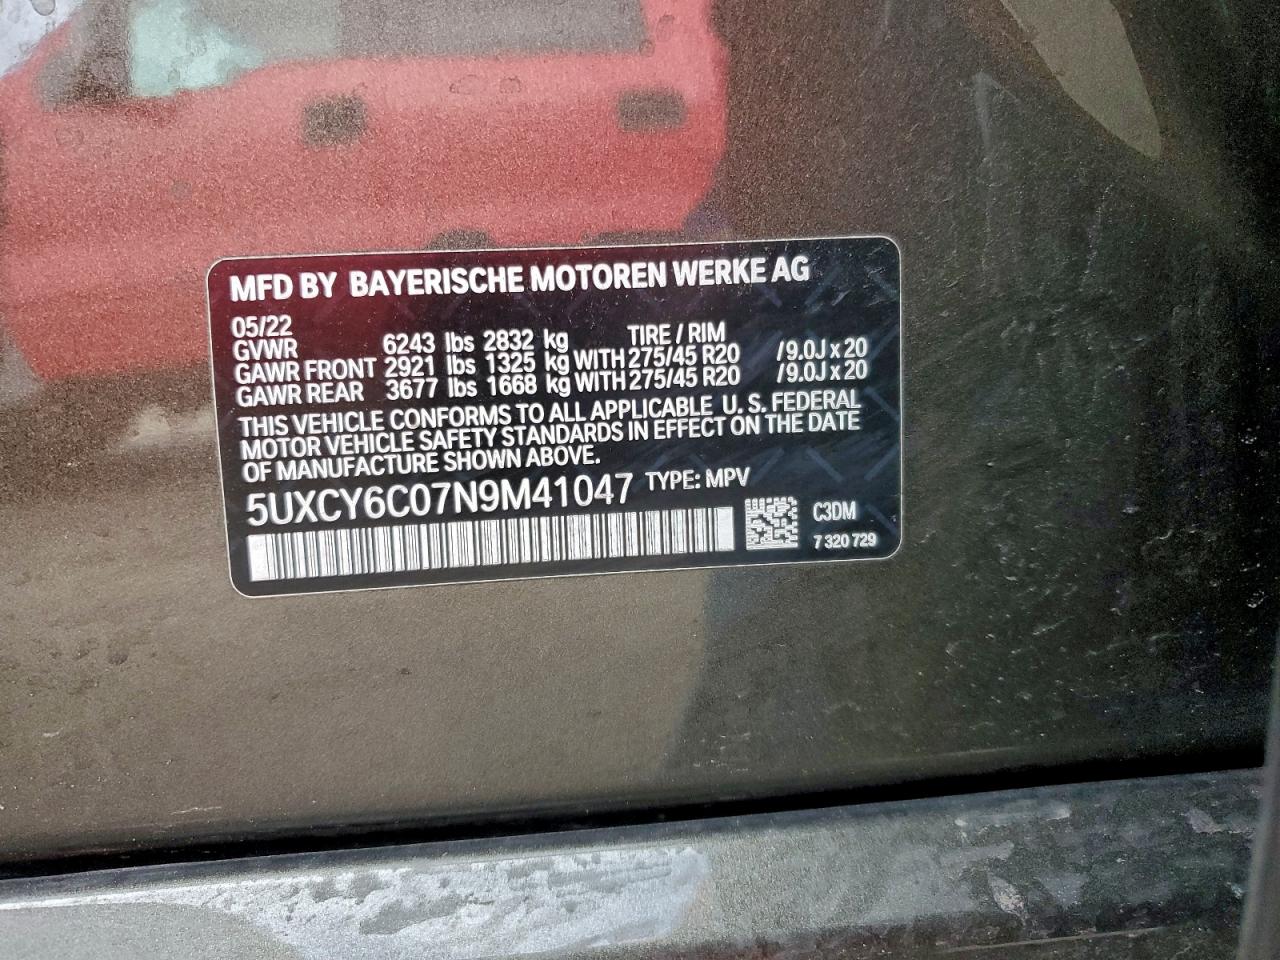 MFD BY BAYERISCHE MOTOREN WERKE AG
05/22
GVWR 6243 lbs 2832 kg TIRE / RIM
GAWR FRONT 2921 lbs 1325 kg WITH 275/45 R20 /9.0J x 20
GAWR REAR 3677 lbs 1668 kg WITH 275/45 R20 /9.0J x 20
THIS VEHICLE CONFORMS TO ALL APPLICABLE U.S. FEDERAL
MOTOR VEHICLE SAFETY STANDARDS IN EFFECT ON THE DATE
OF MANUFACTURE SHOWN ABOVE.
5UXCY6C07N9M41047 TYPE: MPV
C3DM
7 320 729